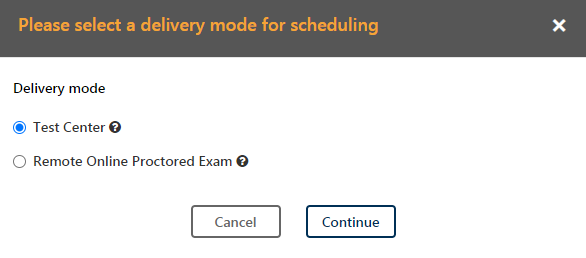 Please select a delivery mode for scheduling
Delivery mode
Test Center
Remote Online Proctored Exam
Cancel
Continue